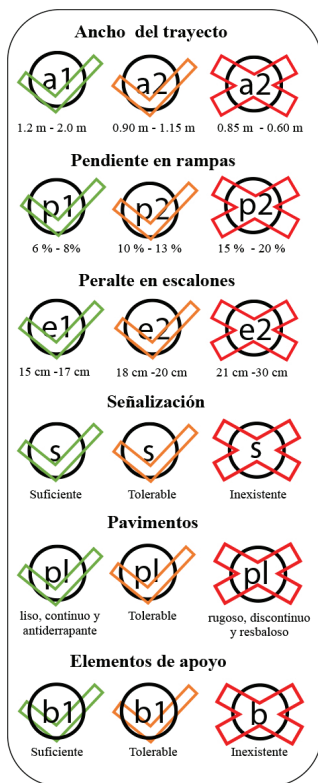 Ancho del trayecto
a1 a2 a2
1.2 m - 2.0 m 0.90 m - 1.15 m 0.85 m - 0.60 m
Pendiente en rampas
p1 p2 p2
6 % - 8% 10 % - 13 % 15 % - 20 %
Peralte en escalones
e1 e2 e2
15 cm -17 cm 18 cm -20 cm 21 cm -30 cm
Señalización
s s s
Suficiente Tolerable Inexistente
Pavimentos
pl pl pl
liso, continuo y Tolerable rugoso, discontinuo
antiderrapante y resbaloso
Elementos de apoyo
b1 b1 b
Suficiente Tolerable Inexistente